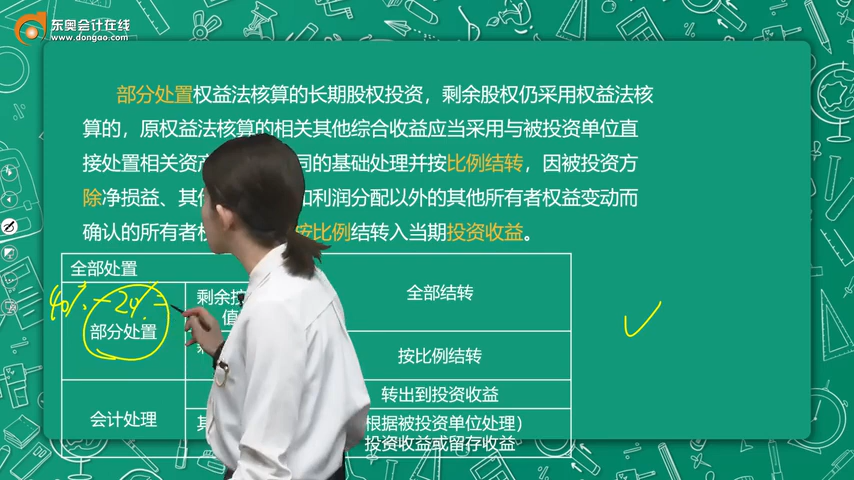 东奥会计在线
www.dongao.com
部分处置权益法核算的长期股权投资，剩余股权仍采用权益法核
算的，原权益法核算的相关其他综合收益应当采用与被投资单位直
接处置相关资产 同的基础处理并按比例结转，因被投资方
除净损益、其他 和利润分配以外的其他所有者权益变动而
确认的所有者权 按比例结转入当期投资收益。
全部处置
40% - 20% =
剩余按 全部结转
值
部分处置
剩 按比例结转
会计处理
转出到投资收益
其 根据被投资单位处理）
投资收益或留存收益